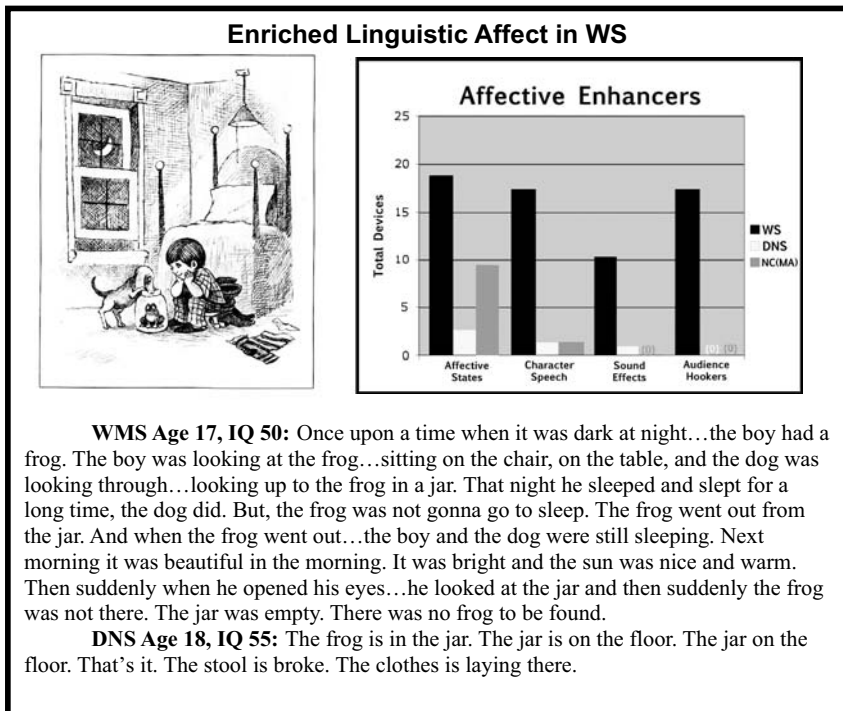 Enriched Linguistic Affect in WS
Affective Enhancers
Total Devices
25
20
15
10
5
0
WS
DNS
NC(MA)
(0)
(0) (0)
Affective States
Character Speech
Sound Effects
Audience Hookers
WMS Age 17, IQ 50: Once upon a time when it was dark at night…the boy had a
frog. The boy was looking at the frog…sitting on the chair, on the table, and the dog was
looking through…looking up to the frog in a jar. That night he sleeped and slept for a
long time, the dog did. But, the frog was not gonna go to sleep. The frog went out from
the jar. And when the frog went out…the boy and the dog were still sleeping. Next
morning it was beautiful in the morning. It was bright and the sun was nice and warm.
Then suddenly when he opened his eyes…he looked at the jar and then suddenly the frog
was not there. The jar was empty. There was no frog to be found.
DNS Age 18, IQ 55: The frog is in the jar. The jar is on the floor. The jar on the
floor. That’s it. The stool is broke. The clothes is laying there.